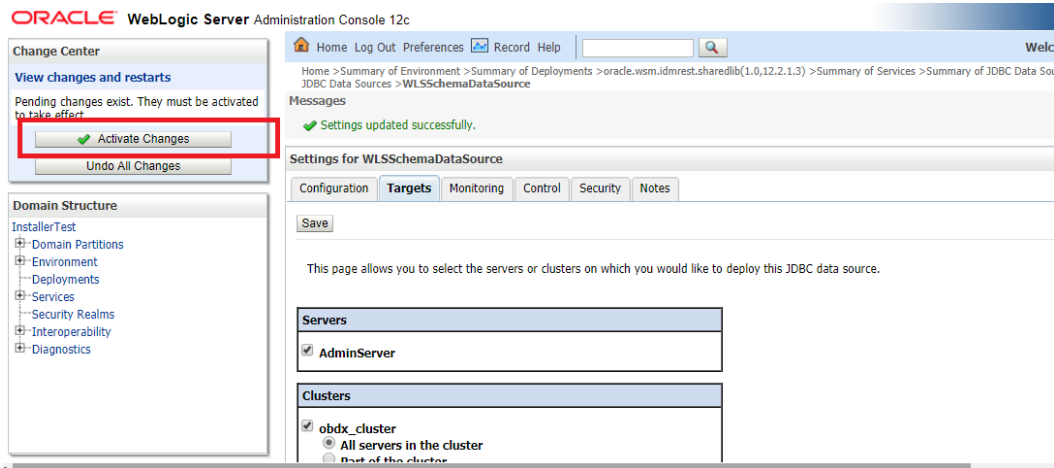 ORACLE WebLogic Server Administration Console 12c
Change Center
View changes and restarts
Pending changes exist. They must be activated
to take effect
Activate Changes
Undo All Changes
Domain Structure
InstallerTest
Domain Partitions
Environment
Deployments
Services
Security Realms
Interoperability
Diagnostics
Home Log Out Preferences Record Help
Welc
Home >Summary of Environment >Summary of Deployments >oracle.wsm.idmrest.sharedlib(1.0,12.2.1.3) >Summary of Services >Summary of JDBC Data Sou
JDBC Data Sources >WLSSchemaDataSource
Messages
Settings updated successfully.
Settings for WLSSchemaDataSource
Configuration Targets Monitoring Control Security Notes
Save
This page allows you to select the servers or clusters on which you would like to deploy this JDBC data source.
Servers
AdminServer
Clusters
obdx_cluster
All servers in the cluster
Part of the cluster